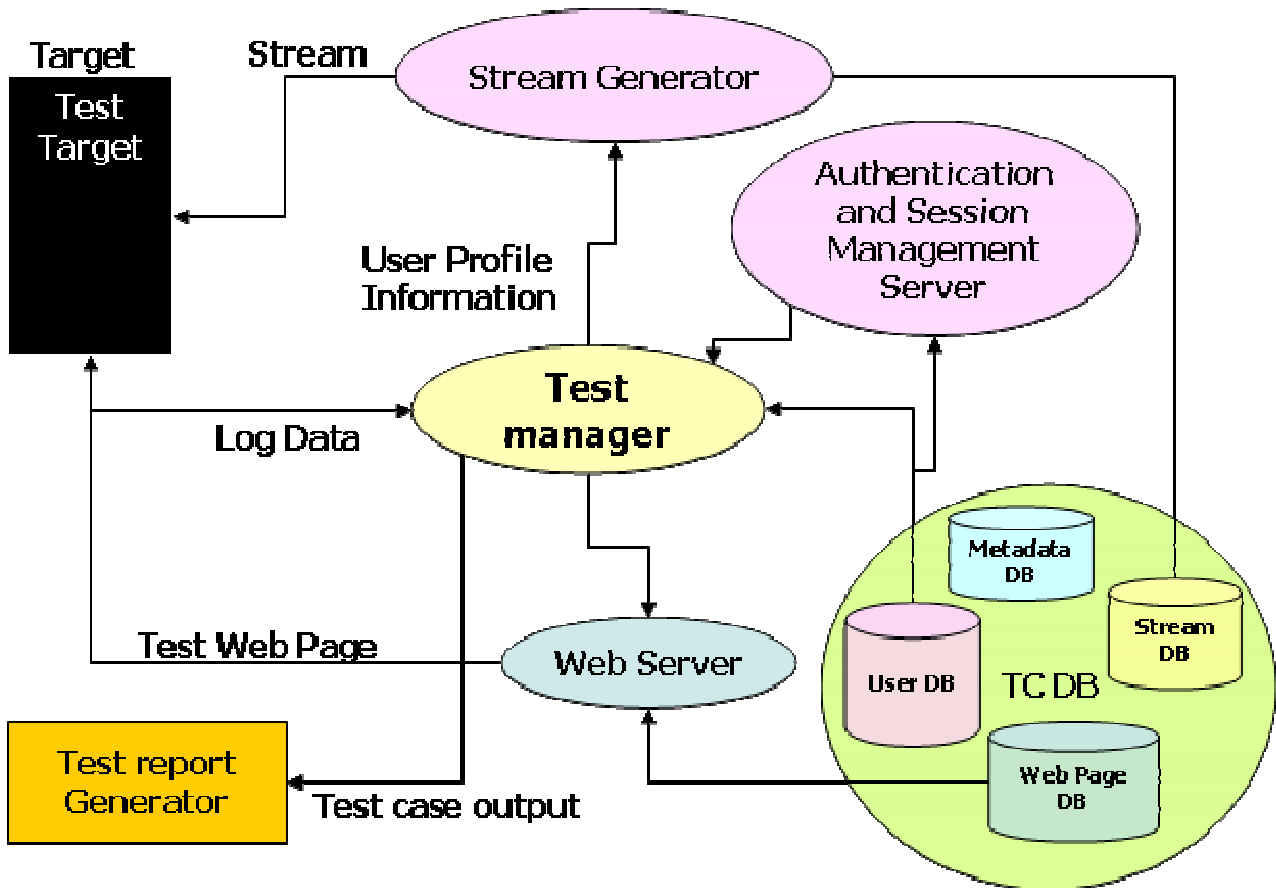 Target
Test
Target
Stream
Stream Generator
Authentication
and Session
Management
Server
User Profile
Information
Test
manager
Log Data
Metadata
DB
Stream
DB
User DB
TC DB
Web Page
DB
Test Web Page
Web Server
Test report
Generator
Test case output